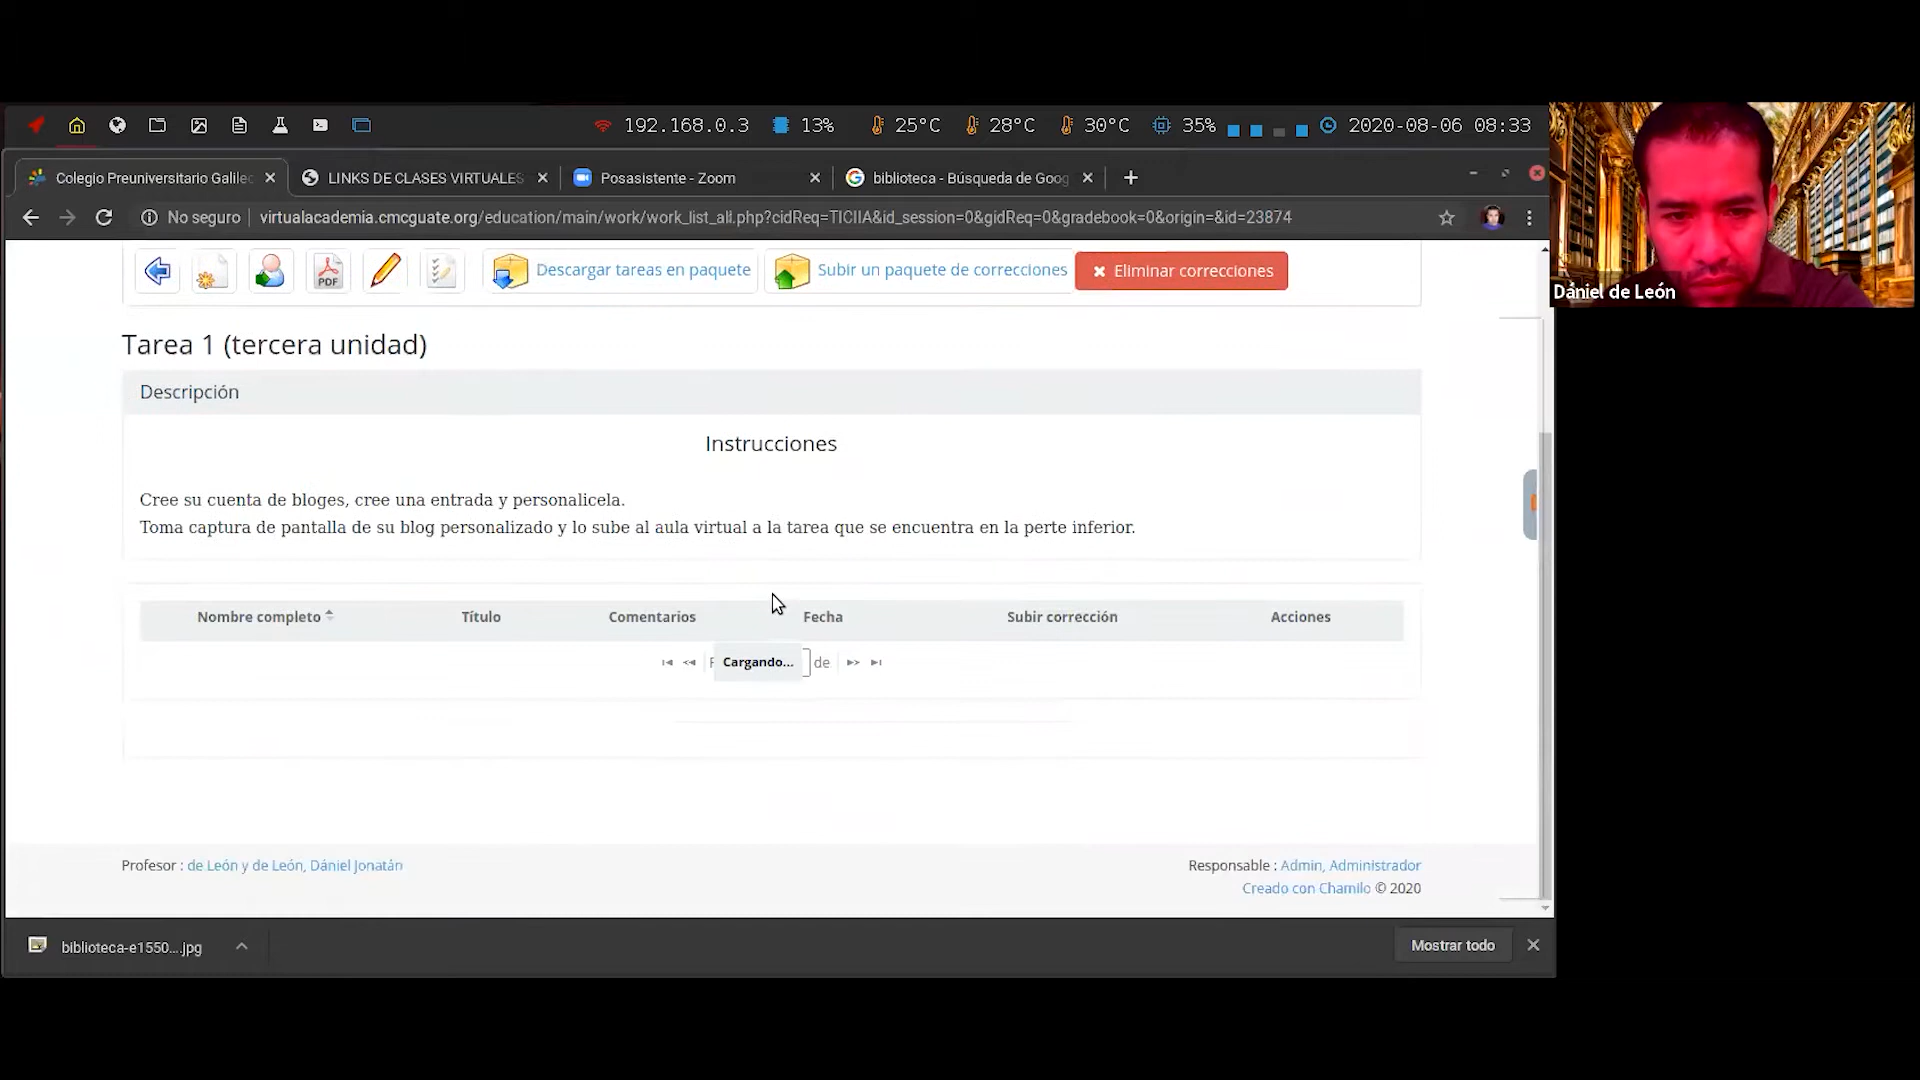 192.168.0.3 13% 25°C 28°C 30°C 35% 2020-08-06 08:33
Colegio Preuniversitario Galilec
LINKS DE CLASES VIRTUALES
Posasistente - Zoom
biblioteca - Búsqueda de Goog
No seguro
virtualacademia.cmcguate.org/education/main/work/work_list_all.php?cidReq=TICIIA&id_session=0&gidReq=0&gradebook=0&origin=&id=23874
Dániel de León
PDF
Descargar tareas en paquete
Subir un paquete de correcciones
Eliminar correcciones
Tarea 1 (tercera unidad)
Descripción
Instrucciones
Cree su cuenta de bloges, cree una entrada y personalicela.
Toma captura de pantalla de su blog personalizado y lo sube al aula virtual a la tarea que se encuentra en la perte inferior.
Nombre completo Título Comentarios Fecha Subir corrección Acciones
Cargando... de
Profesor : de León y de León, Dániel Jonatán
Responsable : Admin, Administrador
Creado con Chamilo © 2020
biblioteca-e1550....jpg
Mostrar todo